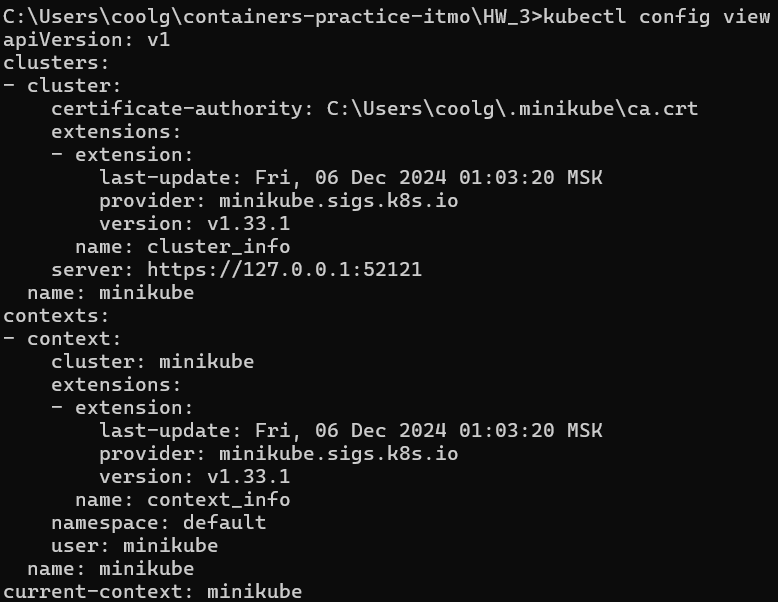 C:\Users\coolg\containers-practice-itmo\HW_3>kubectl config view
apiVersion: v1
clusters:
- cluster:
    certificate-authority: C:\Users\coolg\.minikube\ca.crt
    extensions:
    - extension:
        last-update: Fri, 06 Dec 2024 01:03:20 MSK
        provider: minikube.sigs.k8s.io
        version: v1.33.1
      name: cluster_info
    server: https://127.0.0.1:52121
  name: minikube
contexts:
- context:
    cluster: minikube
    extensions:
    - extension:
        last-update: Fri, 06 Dec 2024 01:03:20 MSK
        provider: minikube.sigs.k8s.io
        version: v1.33.1
      name: context_info
    namespace: default
    user: minikube
  name: minikube
current-context: minikube